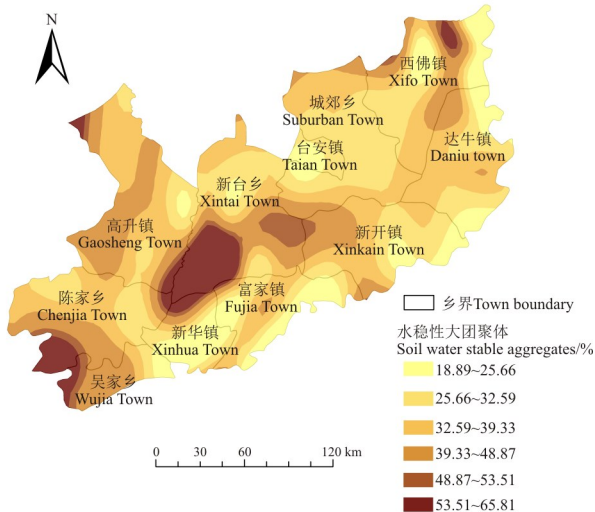 N
西佛镇
Xifo Town
城郊乡
Suburban Town
达牛镇
Daniu town
台安镇
Taian Town
新台乡
Xintai Town
高升镇
Gaosheng Town
新开镇
Xinkain Town
陈家乡
Chenjia Town
富家镇
Fujia Town
新华镇
Xinhua Town
吴家乡
Wujia Town
乡界Town boundary
水稳性大团聚体
Soil water stable aggregates/%
18.89~25.66
25.66~32.59
32.59~39.33
39.33~48.87
48.87~53.51
53.51~65.81
0 30 60 120 km